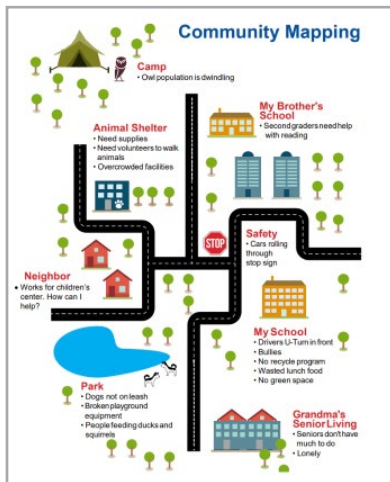 Community Mapping
Camp
• Owl population is dwindling
My Brother's
School
• Second graders need help
with reading
Animal Shelter
• Need supplies
• Need volunteers to walk
animals
• Overcrowded facilities
STOP
Safety
• Cars rolling
through
stop sign
Neighbor
• Works for children's
center. How can I
help?
My School
• Drivers U-Turn in front
• Bullies
• No recycle program
• Wasted lunch food
• No green space
Park
• Dogs not on leash
• Broken playground
equipment
• People feeding ducks and
squirrels
Grandma's
Senior Living
• Seniors don't have
much to do
• Lonely